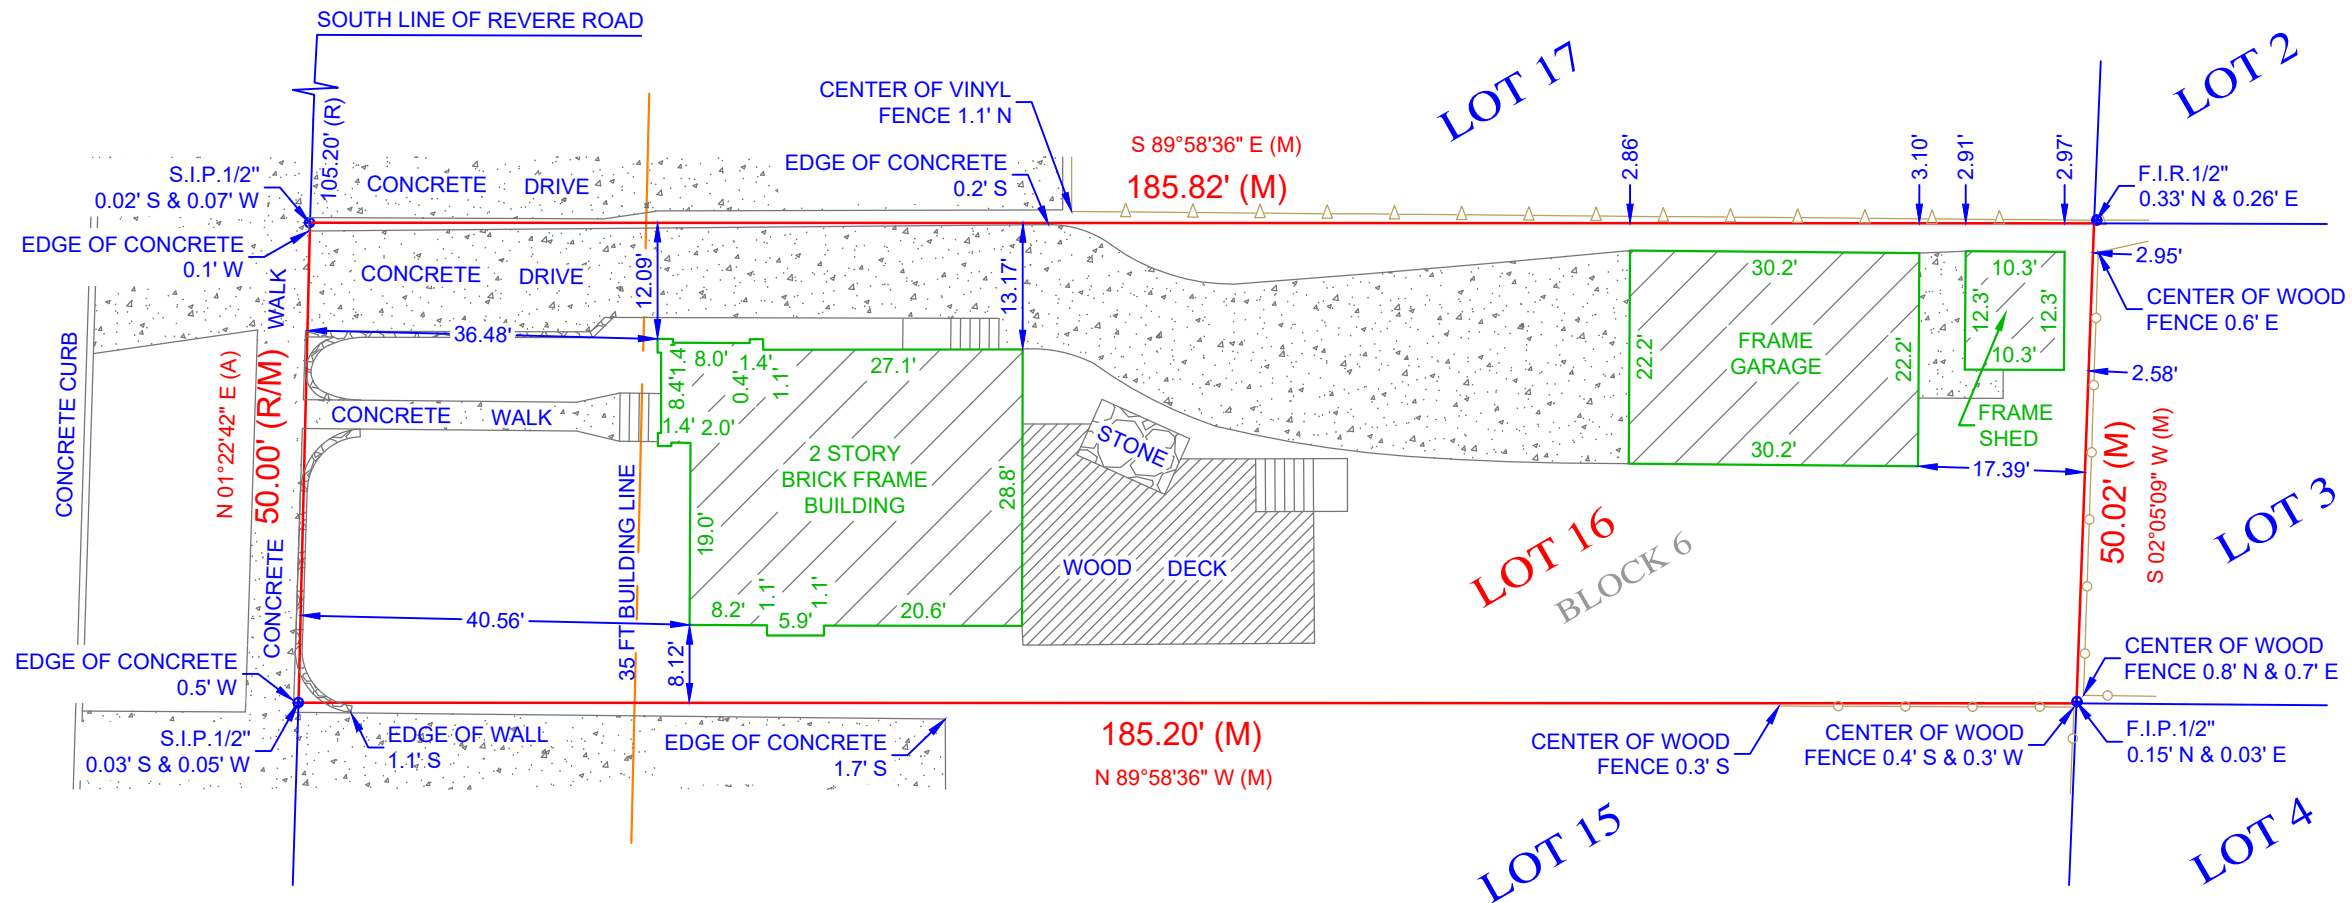 SOUTH LINE OF REVERE ROAD
105.20' (R)
S.I.P.1/2"
0.02' S & 0.07' W
CONCRETE DRIVE
CENTER OF VINYL
FENCE 1.1' N
EDGE OF CONCRETE
0.2' S
S 89°58'36" E (M)
185.82' (M)
LOT 17
LOT 2
2.86'
3.10'
2.91'
2.97'
F.I.R.1/2"
0.33' N & 0.26' E
EDGE OF CONCRETE
0.1' W
CONCRETE WALK
CONCRETE DRIVE
12.09'
13.17'
36.48'
2.95'
CENTER OF WOOD
FENCE 0.6' E
2.58'
CONCRETE CURB
N 01°22'42" E (A)
50.00' (R/M)
CONCRETE WALK
8.0'
1.4'
1.4'
8.4'
0.4'
1.1'
27.1'
1.4'
2.0'
2 STORY
BRICK FRAME
BUILDING
28.8'
19.0'
8.2'
1.1'
5.9'
1.1'
20.6'
STONE
WOOD DECK
30.2'
22.2'
FRAME
GARAGE
22.2'
30.2'
10.3'
12.3'
12.3'
10.3'
FRAME
SHED
17.39'
50.02' (M)
S 02°05'09" W (M)
LOT 3
LOT 16
BLOCK 6
35 FT BUILDING LINE
40.56'
8.12'
EDGE OF CONCRETE
0.5' W
S.I.P.1/2"
0.03' S & 0.05' W
EDGE OF WALL
1.1' S
EDGE OF CONCRETE
1.7' S
185.20' (M)
N 89°58'36" W (M)
CENTER OF WOOD
FENCE 0.3' S
CENTER OF WOOD
FENCE 0.4' S & 0.3' W
CENTER OF WOOD
FENCE 0.8' N & 0.7' E
F.I.P.1/2"
0.15' N & 0.03' E
LOT 15
LOT 4